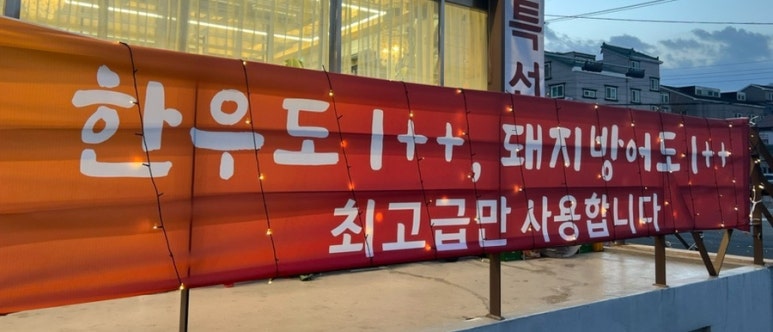 특석
한우도 1++, 돼지방어도 1++
최고급만 사용합니다